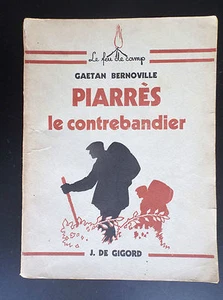 Le feu de camp
GAETAN BERNOVILLE
PIARRÈS
le contrebandier
J. DE GIGORD